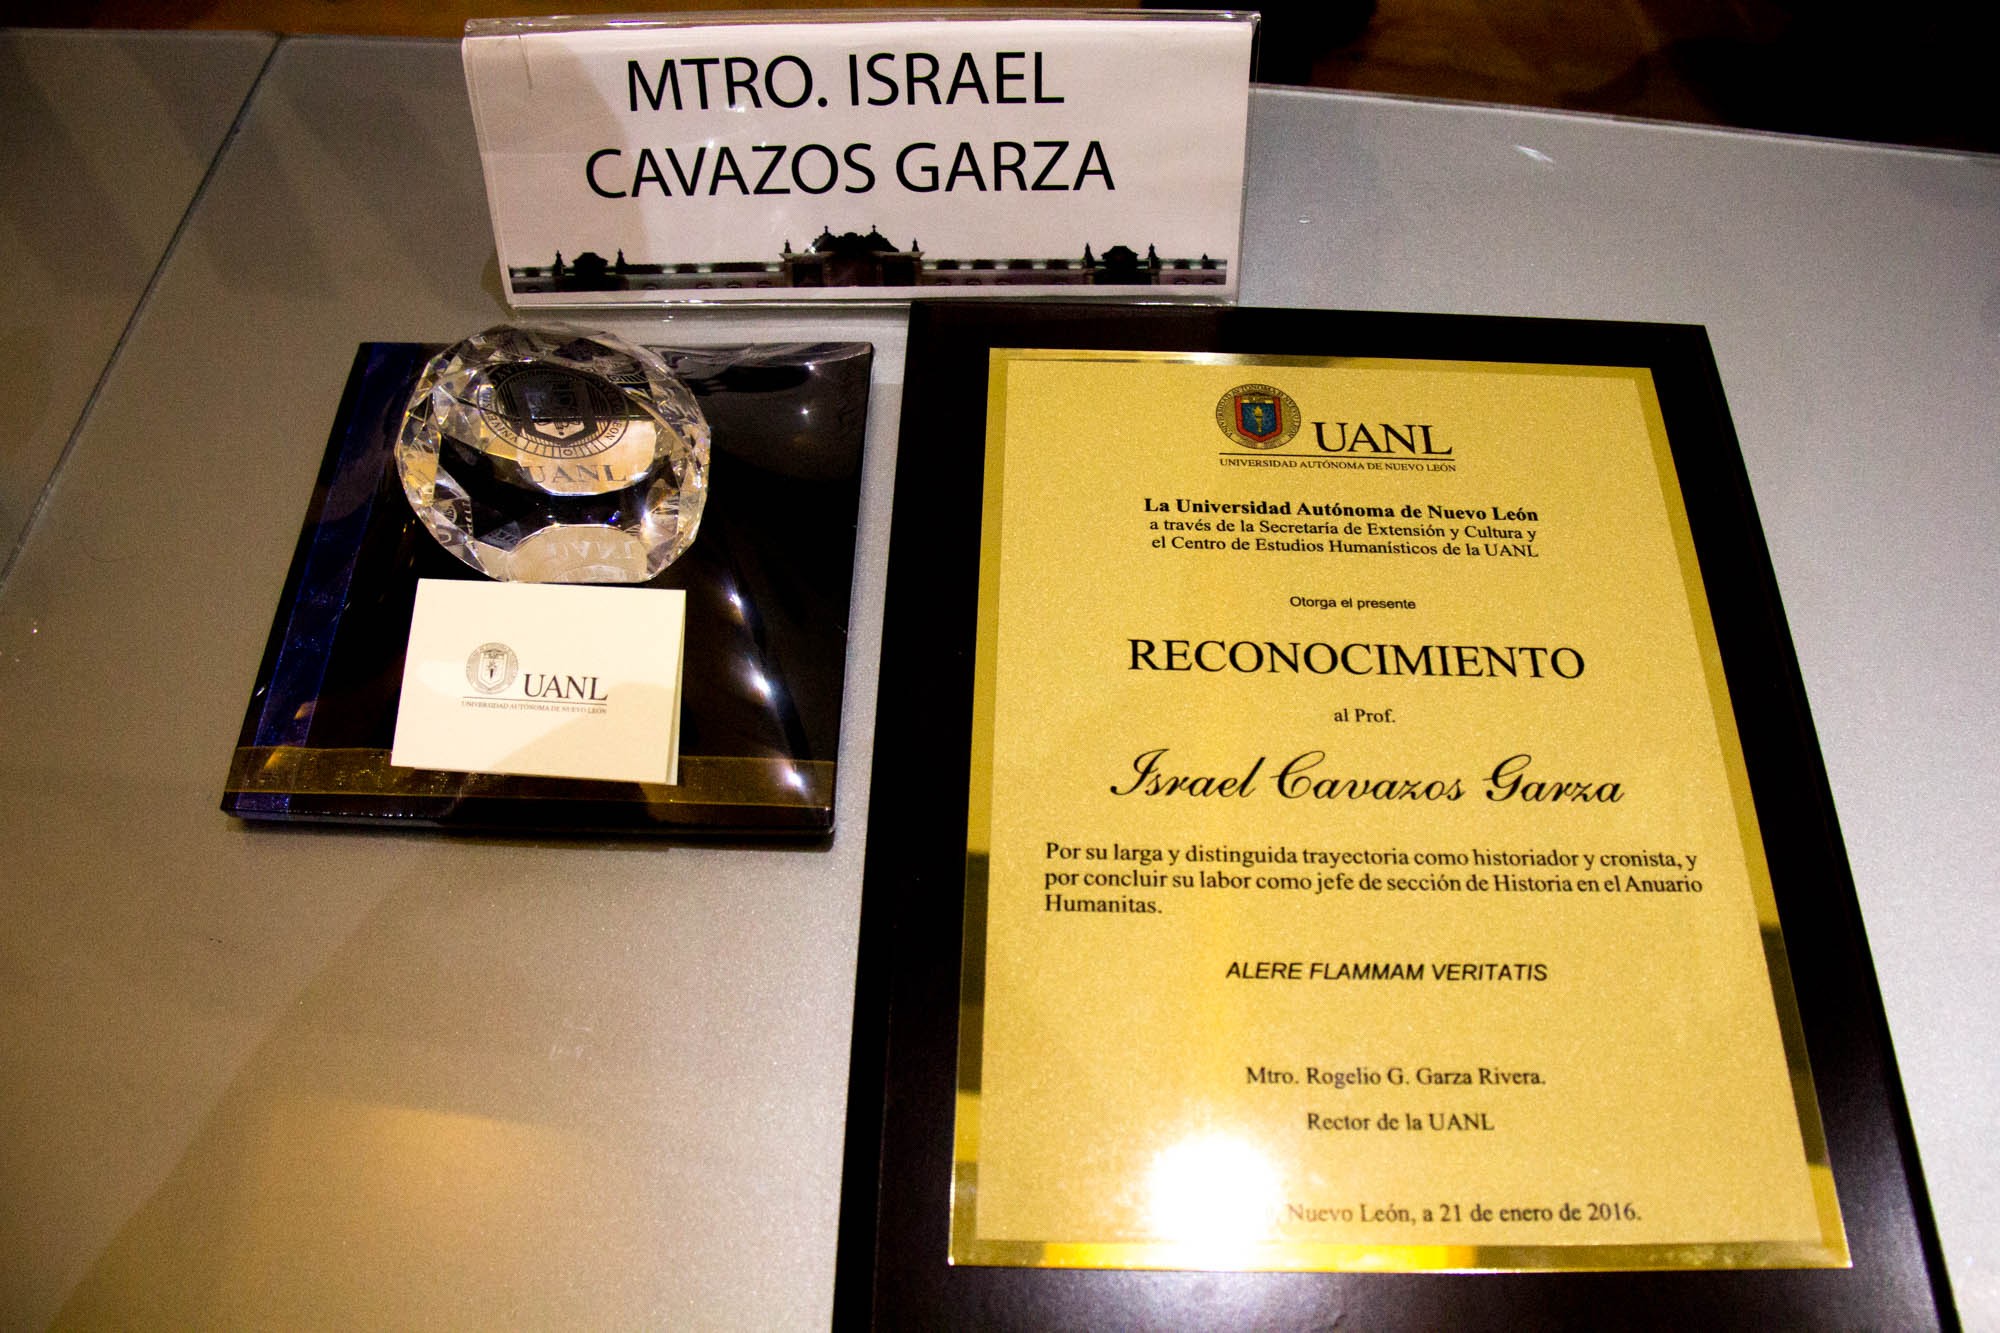 MTRO. ISRAEL
CAVAZOS GARZA
UANL
UANL
UNIVERSIDAD AUTÓNOMA DE NUEVO LEÓN
UANL
UNIVERSIDAD AUTÓNOMA DE NUEVO LEÓN
La Universidad Autónoma de Nuevo León
a través de la Secretaría de Extensión y Cultura y
el Centro de Estudios Humanísticos de la UANL
Otorga el presente
RECONOCIMIENTO
al Prof.
Israel Cavazos Garza
Por su larga y distinguida trayectoria como historiador y cronista, y
por concluir su labor como jefe de sección de Historia en el Anuario
Humanitas.
ALERE FLAMMAM VERITATIS
Mtro. Rogelio G. Garza Rivera.
Rector de la UANL
Nuevo León, a 21 de enero de 2016.